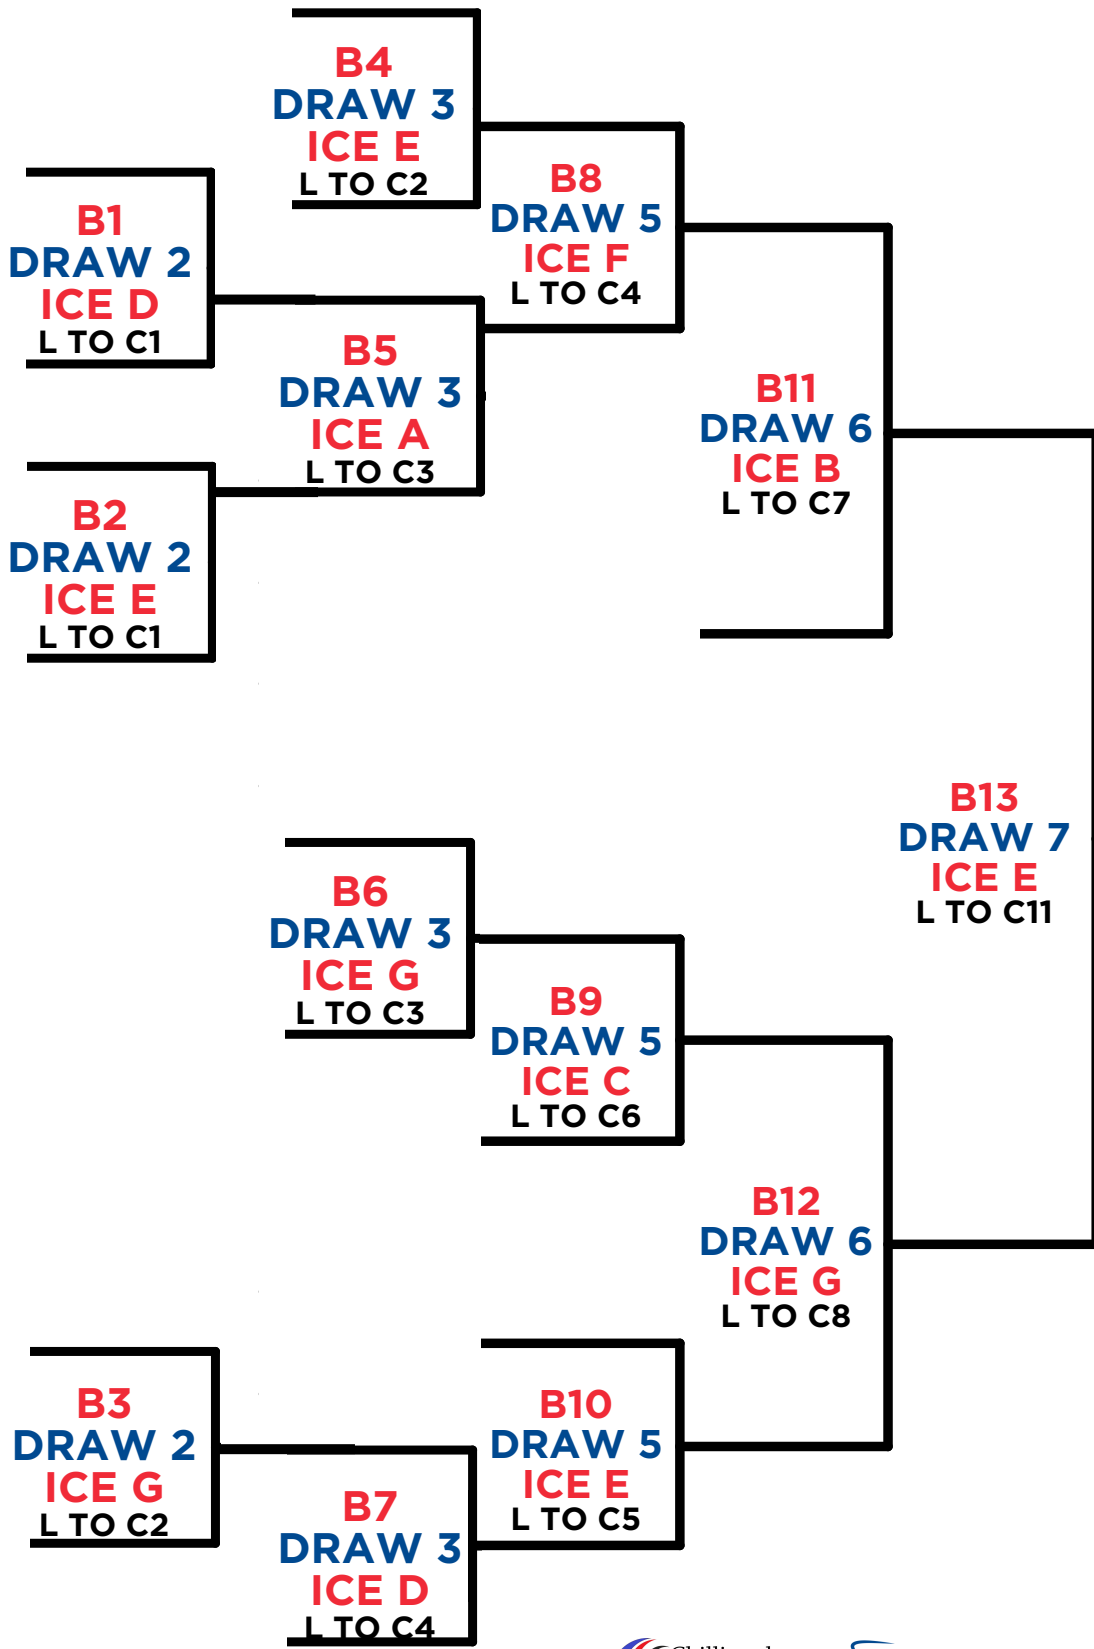 B4
DRAW 3
ICE E
L TO C2
B1
DRAW 2
ICE D
L TO C1
B8
DRAW 5
ICE F
L TO C4
B5
DRAW 3
ICE A
L TO C3
B11
DRAW 6
ICE B
L TO C7
B2
DRAW 2
ICE E
L TO C1
B13
DRAW 7
ICE E
L TO C11
B6
DRAW 3
ICE G
L TO C3
B9
DRAW 5
ICE C
L TO C6
B12
DRAW 6
ICE G
L TO C8
B3
DRAW 2
ICE G
L TO C2
B10
DRAW 5
ICE E
L TO C5
B7
DRAW 3
ICE D
L TO C4